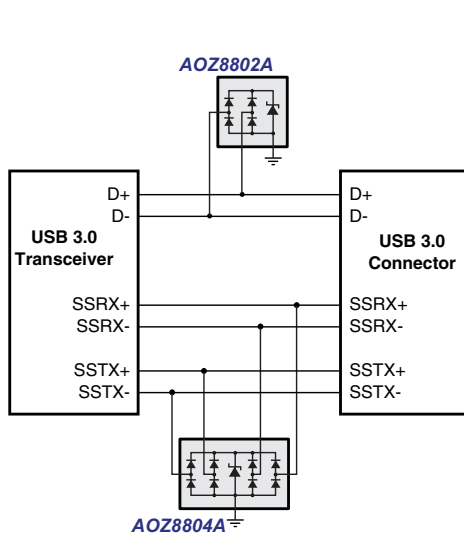 AOZ8802A
D+
D-
USB 3.0
Transceiver
SSRX+
SSRX-
SSTX+
SSTX-
D+
D-
USB 3.0
Connector
SSRX+
SSRX-
SSTX+
SSTX-
AOZ8804A